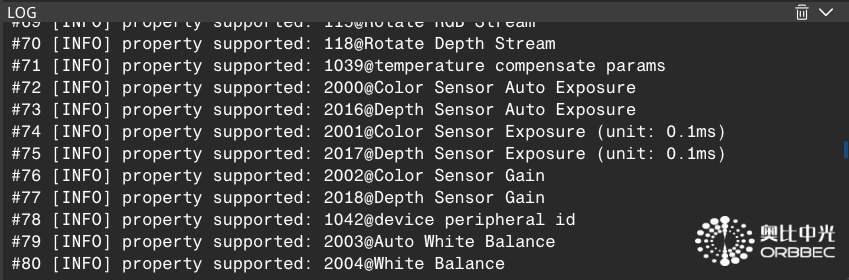 LOG
#69 [INFO] property supported: 115@Rotate RGB Stream
#70 [INFO] property supported: 118@Rotate Depth Stream
#71 [INFO] property supported: 1039@temperature compensate params
#72 [INFO] property supported: 2000@Color Sensor Auto Exposure
#73 [INFO] property supported: 2016@Depth Sensor Auto Exposure
#74 [INFO] property supported: 2001@Color Sensor Exposure (unit: 0.1ms)
#75 [INFO] property supported: 2017@Depth Sensor Exposure (unit: 0.1ms)
#76 [INFO] property supported: 2002@Color Sensor Gain
#77 [INFO] property supported: 2018@Depth Sensor Gain
#78 [INFO] property supported: 1042@device peripheral id
#79 [INFO] property supported: 2003@Auto White Balance
#80 [INFO] property supported: 2004@White Balance
奥比中光
ORBBEC